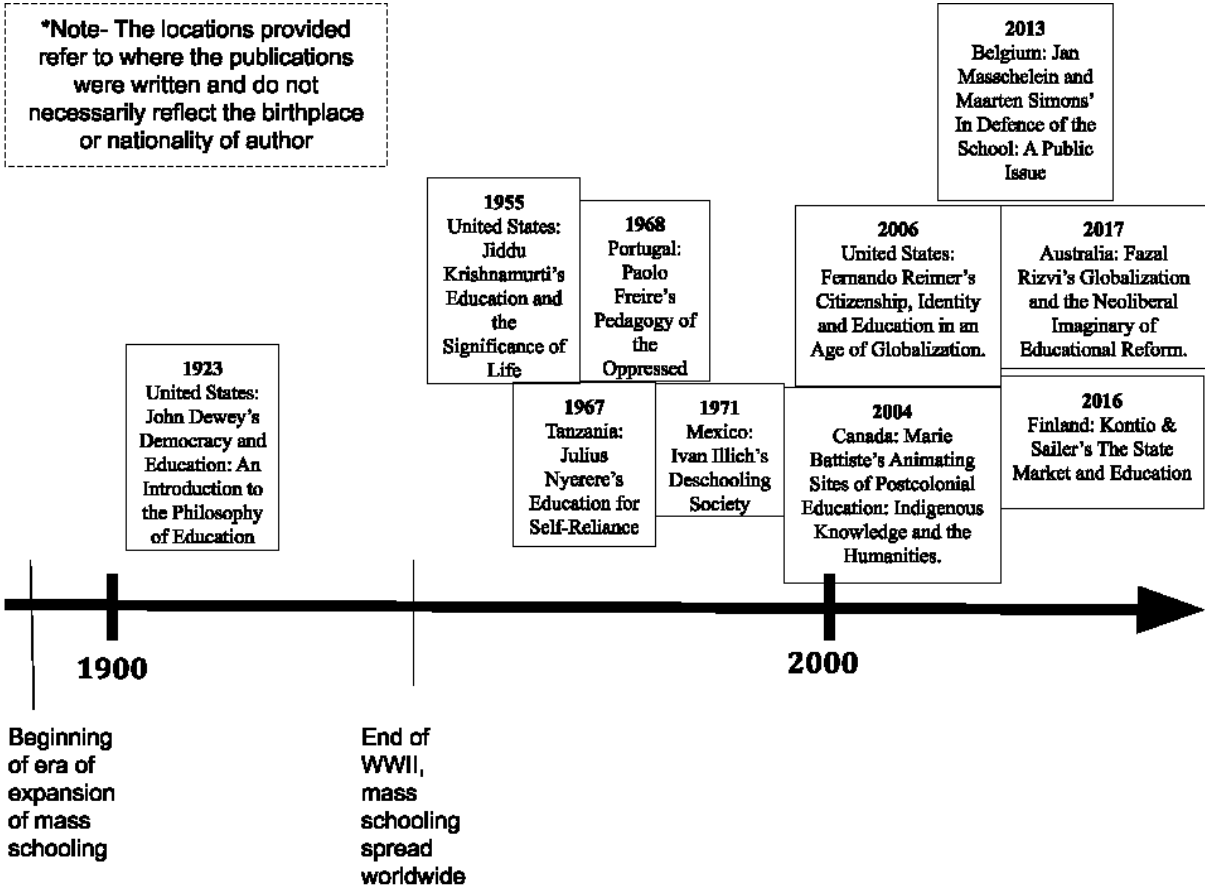 *Note- The locations provided
refer to where the publications
were written and do not
necessarily reflect the birthplace
or nationality of author
2013
Belgium: Jan
Masschelein and
Maarten Simons'
In Defence of the
School: A Public
Issue
1955
United States:
Jiddu
Krishnamurti's
Education and
the
Significance of
Life
1968
Portugal:
Paolo
Freire's
Pedagogy of
the
Oppressed
2006
United States:
Fernando Reimer's
Citizenship, Identity
and Education in an
Age of Globalization.
2017
Australia: Fazal
Rizvi's Globalization
and the Neoliberal
Imaginary of
Educational Reform.
1923
United States:
John Dewey's
Democracy and
Education: An
Introduction to
the Philosophy
of Education
1967
Tanzania:
Julius
Nyerere's
Education for
Self-Reliance
1971
Mexico:
Ivan Illich's
Deschooling
Society
2004
Canada: Marie
Battiste's Animating
Sites of Postcolonial
Education: Indigenous
Knowledge and the
Humanities.
2016
Finland: Kontio &
Sailer's The State
Market and Education
1900
2000
Beginning
of era of
expansion
of mass
schooling
End of
WWII,
mass
schooling
spread
worldwide